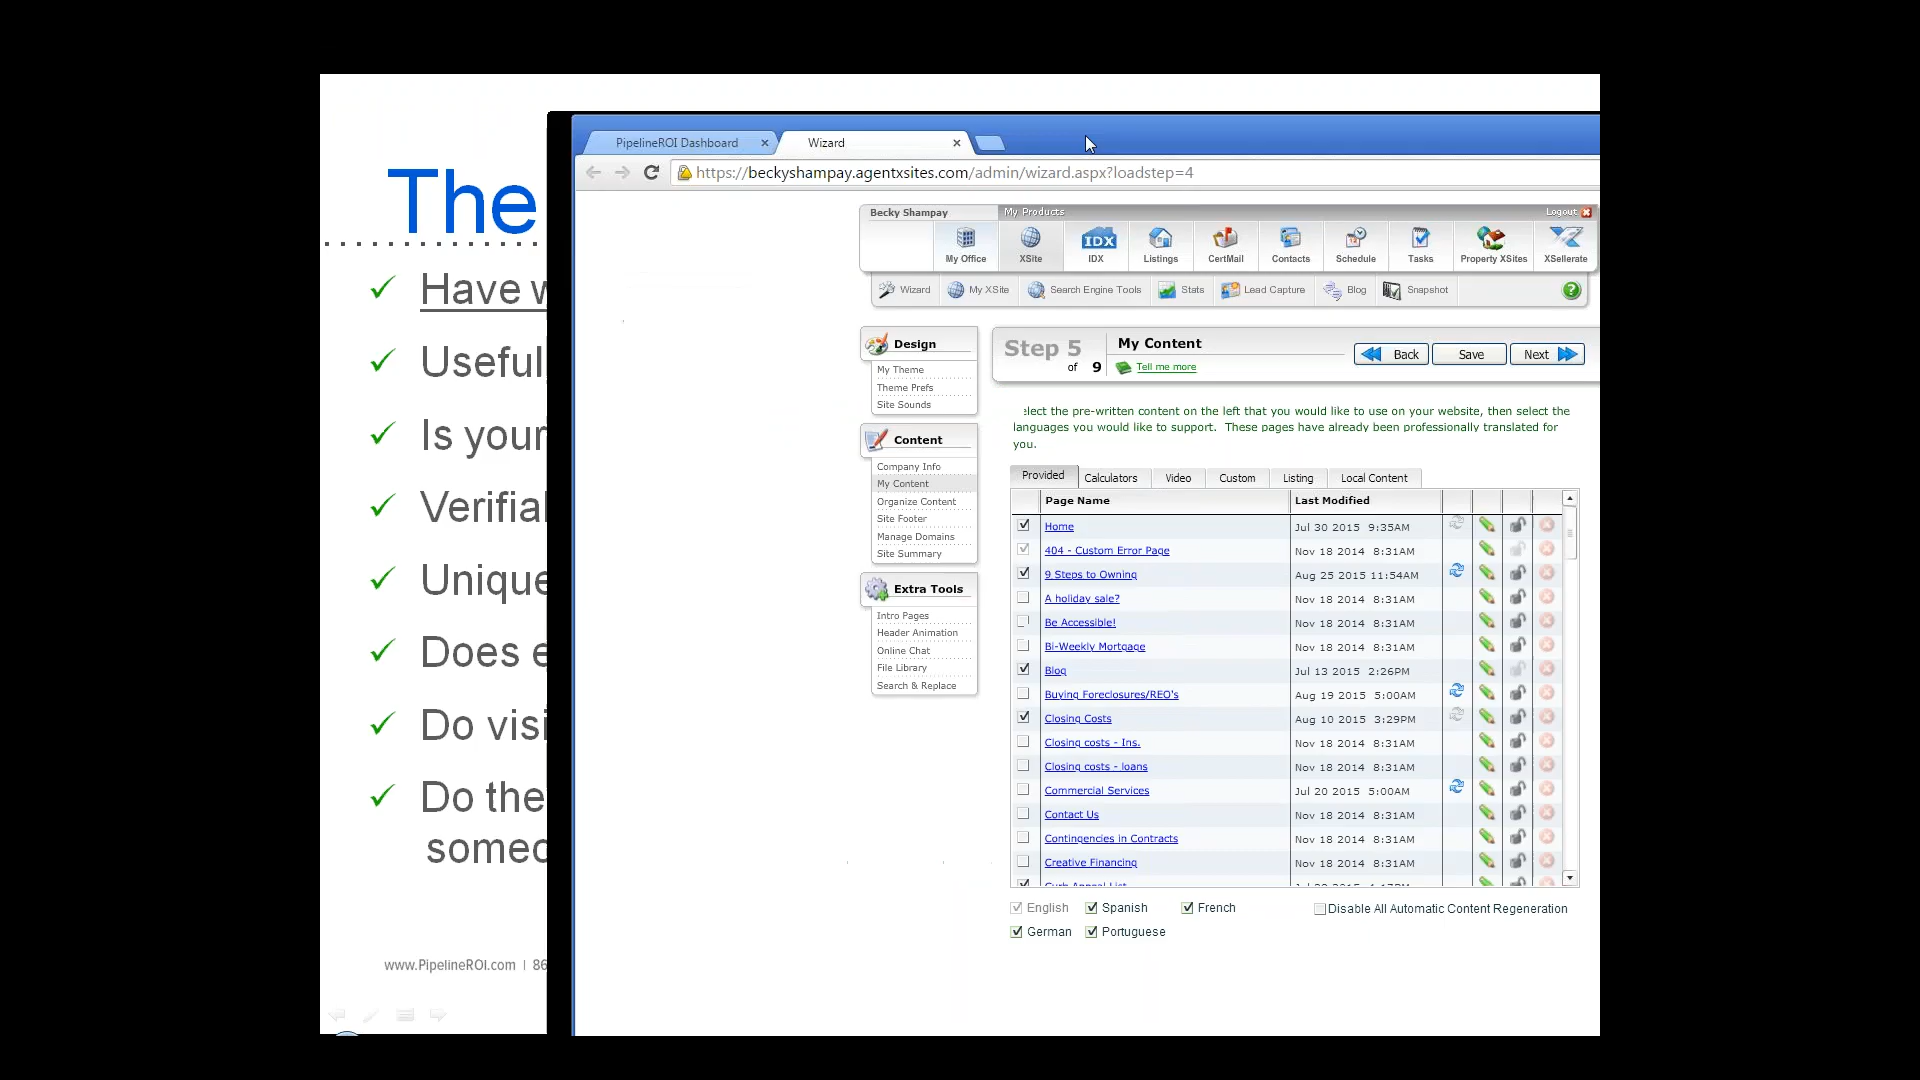 The
Have
Useful
Is your
Unique
Does
Do
Do the
www.PipelineROI.com | 86
PipelineROI Dashboard
Wizard
https://beckyshampay.agentxsites.com/admin/wizard.aspx?loadstep=4
Becky Shampay
My Products
Logout
My Office
XSite
IDX
IDX
Listings
CertMail
Contacts
Schedule
Tasks
Property XSites
XSellerate
Wizard
My XSite
Search Engine Tools
Stats
Lead Capture
Blog
Snapshot
Design
My Theme
Theme Prefs
Site Sounds
Content
Company Info
My Content
Organize Content
Site Footer
Manage Domains
Site Summary
Extra Tools
Intro Pages
Header Animation
Online Chat
File Library
Search & Replace
Step 5 of 9
My Content
Tell me more
Back
Save
Next
elect the pre-written content on the left that you would like to use on your website, then select the
languages you would like to support. These pages have already been professionally translated for
you.
Provided Calculators Video Custom Listing Local Content
Page Name Last Modified
Home Jul 30 2015 9:35AM
404 - Custom Error Page Nov 18 2014 8:31AM
9 Steps to Owning Aug 25 2015 11:54AM
A holiday sale? Nov 18 2014 8:31AM
Be Accessible! Nov 18 2014 8:31AM
Bi-Weekly Mortgage Nov 18 2014 8:31AM
Blog Jul 13 2015 2:26PM
Buying Foreclosures/REO's Aug 19 2015 5:00AM
Closing Costs Aug 10 2015 3:29PM
Closing costs - Ins. Nov 18 2014 8:31AM
Closing costs - loans Nov 18 2014 8:31AM
Commercial Services Jul 20 2015 5:00AM
Contact Us Nov 18 2014 8:31AM
Contingencies in Contracts Nov 18 2014 8:31AM
Creative Financing Nov 18 2014 8:31AM
English Spanish French Disable All Automatic Content Regeneration
German Portuguese